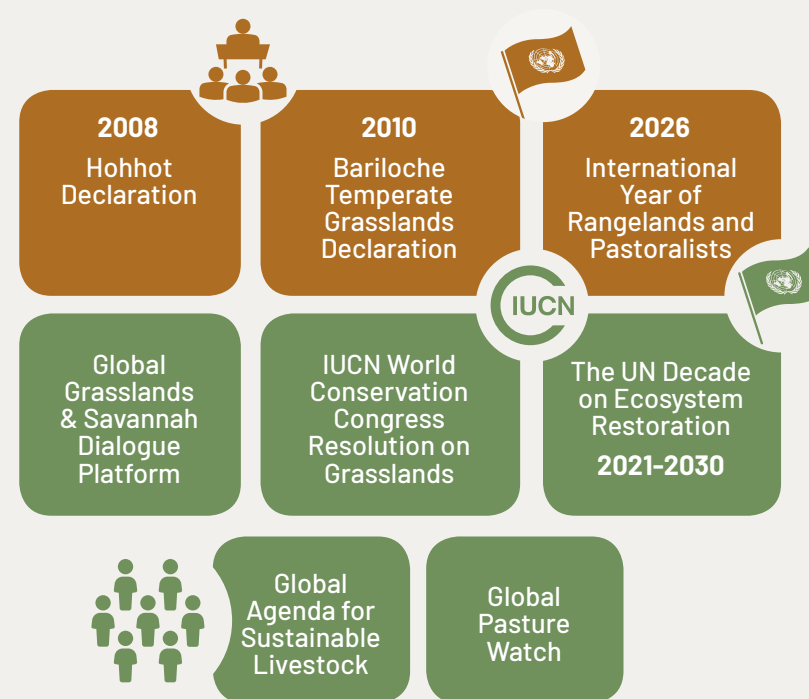 2008
Hohhot
Declaration
2010
Bariloche
Temperate
Grasslands
Declaration
2026
International
Year of
Rangelands and
Pastoralists
IUCN
Global
Grasslands
& Savannah
Dialogue
Platform
IUCN World
Conservation
Congress
Resolution on
Grasslands
The UN Decade
on Ecosystem
Restoration
2021-2030
Global
Agenda for
Sustainable
Livestock
Global
Pasture
Watch